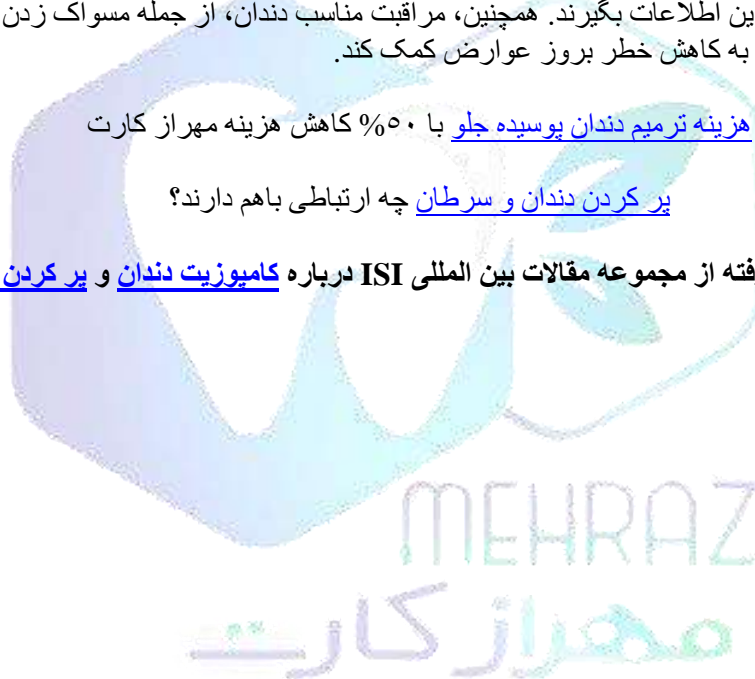 ین اطلاعات بگیرند. همچنین، مراقبت مناسب دندان، از جمله مسواک زدن
به کاهش خطر بروز عوارض کمک کند.
هزینه ترمیم دندان پوسیده جلو با ۵۰% کاهش هزینه مهراز کارت
پر کردن دندان و سرطان چه ارتباطی باهم دارند؟
فته از مجموعه مقالات بین المللی ISI درباره کامپوزیت دندان و پر کردن
MEHRAZ
مهراز کارت